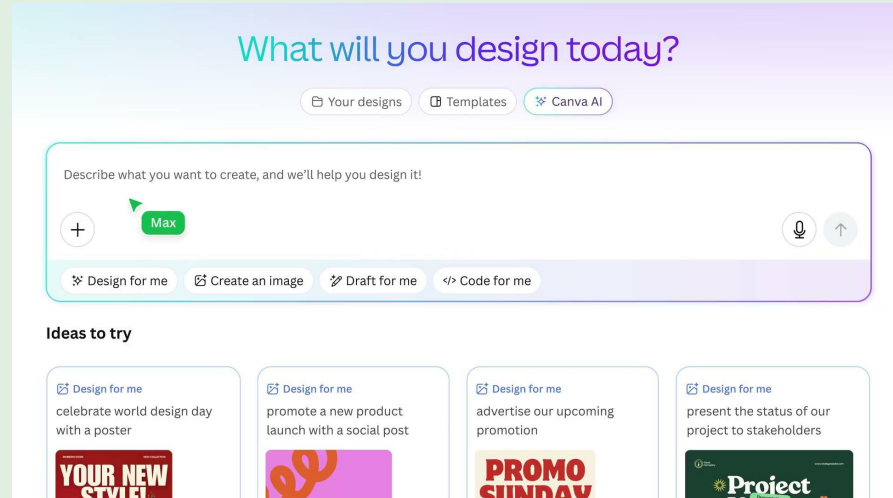 What will you design today?
Your designs
Templates
Canva AI
Describe what you want to create, and we'll help you design it!
Max
Design for me
Create an image
Draft for me
</> Code for me
Ideas to try
Design for me
celebrate world design day
with a poster
Design for me
promote a new product
launch with a social post
Design for me
advertise our upcoming
promotion
Design for me
present the status of our
project to stakeholders
YOUR NEW
STYLE!
PROMO
SUNDAY
Project